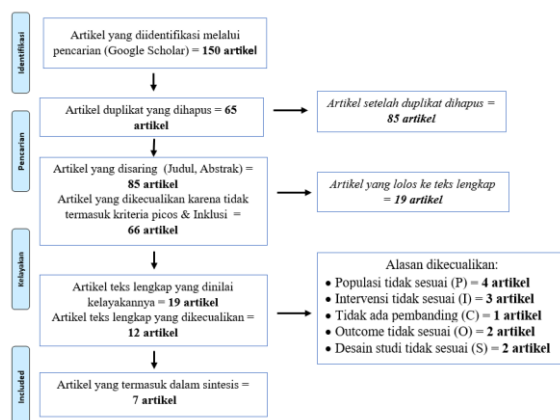 Identifikasi
Artikel yang diidentifikasi melalui
pencarian (Google Scholar) = 150 artikel
Pencarian
Artikel duplikat yang dihapus = 65
artikel
Artikel setelah duplikat dihapus =
85 artikel
Artikel yang disaring (Judul, Abstrak) =
85 artikel
Artikel yang dikecualikan karena tidak
termasuk kriteria picos & Inklusi =
66 artikel
Artikel yang lolos ke teks lengkap
= 19 artikel
Kelayakan
Artikel teks lengkap yang dinilai
kelayakannya = 19 artikel
Artikel teks lengkap yang dikecualikan =
12 artikel
Alasan dikecualikan:
• Populasi tidak sesuai (P) = 4 artikel
• Intervensi tidak sesuai (I) = 3 artikel
• Tidak ada pembanding (C) = 1 artikel
• Outcome tidak sesuai (O) = 2 artikel
• Desain studi tidak sesuai (S) = 2 artikel
Included
Artikel yang termasuk dalam sintesis =
7 artikel